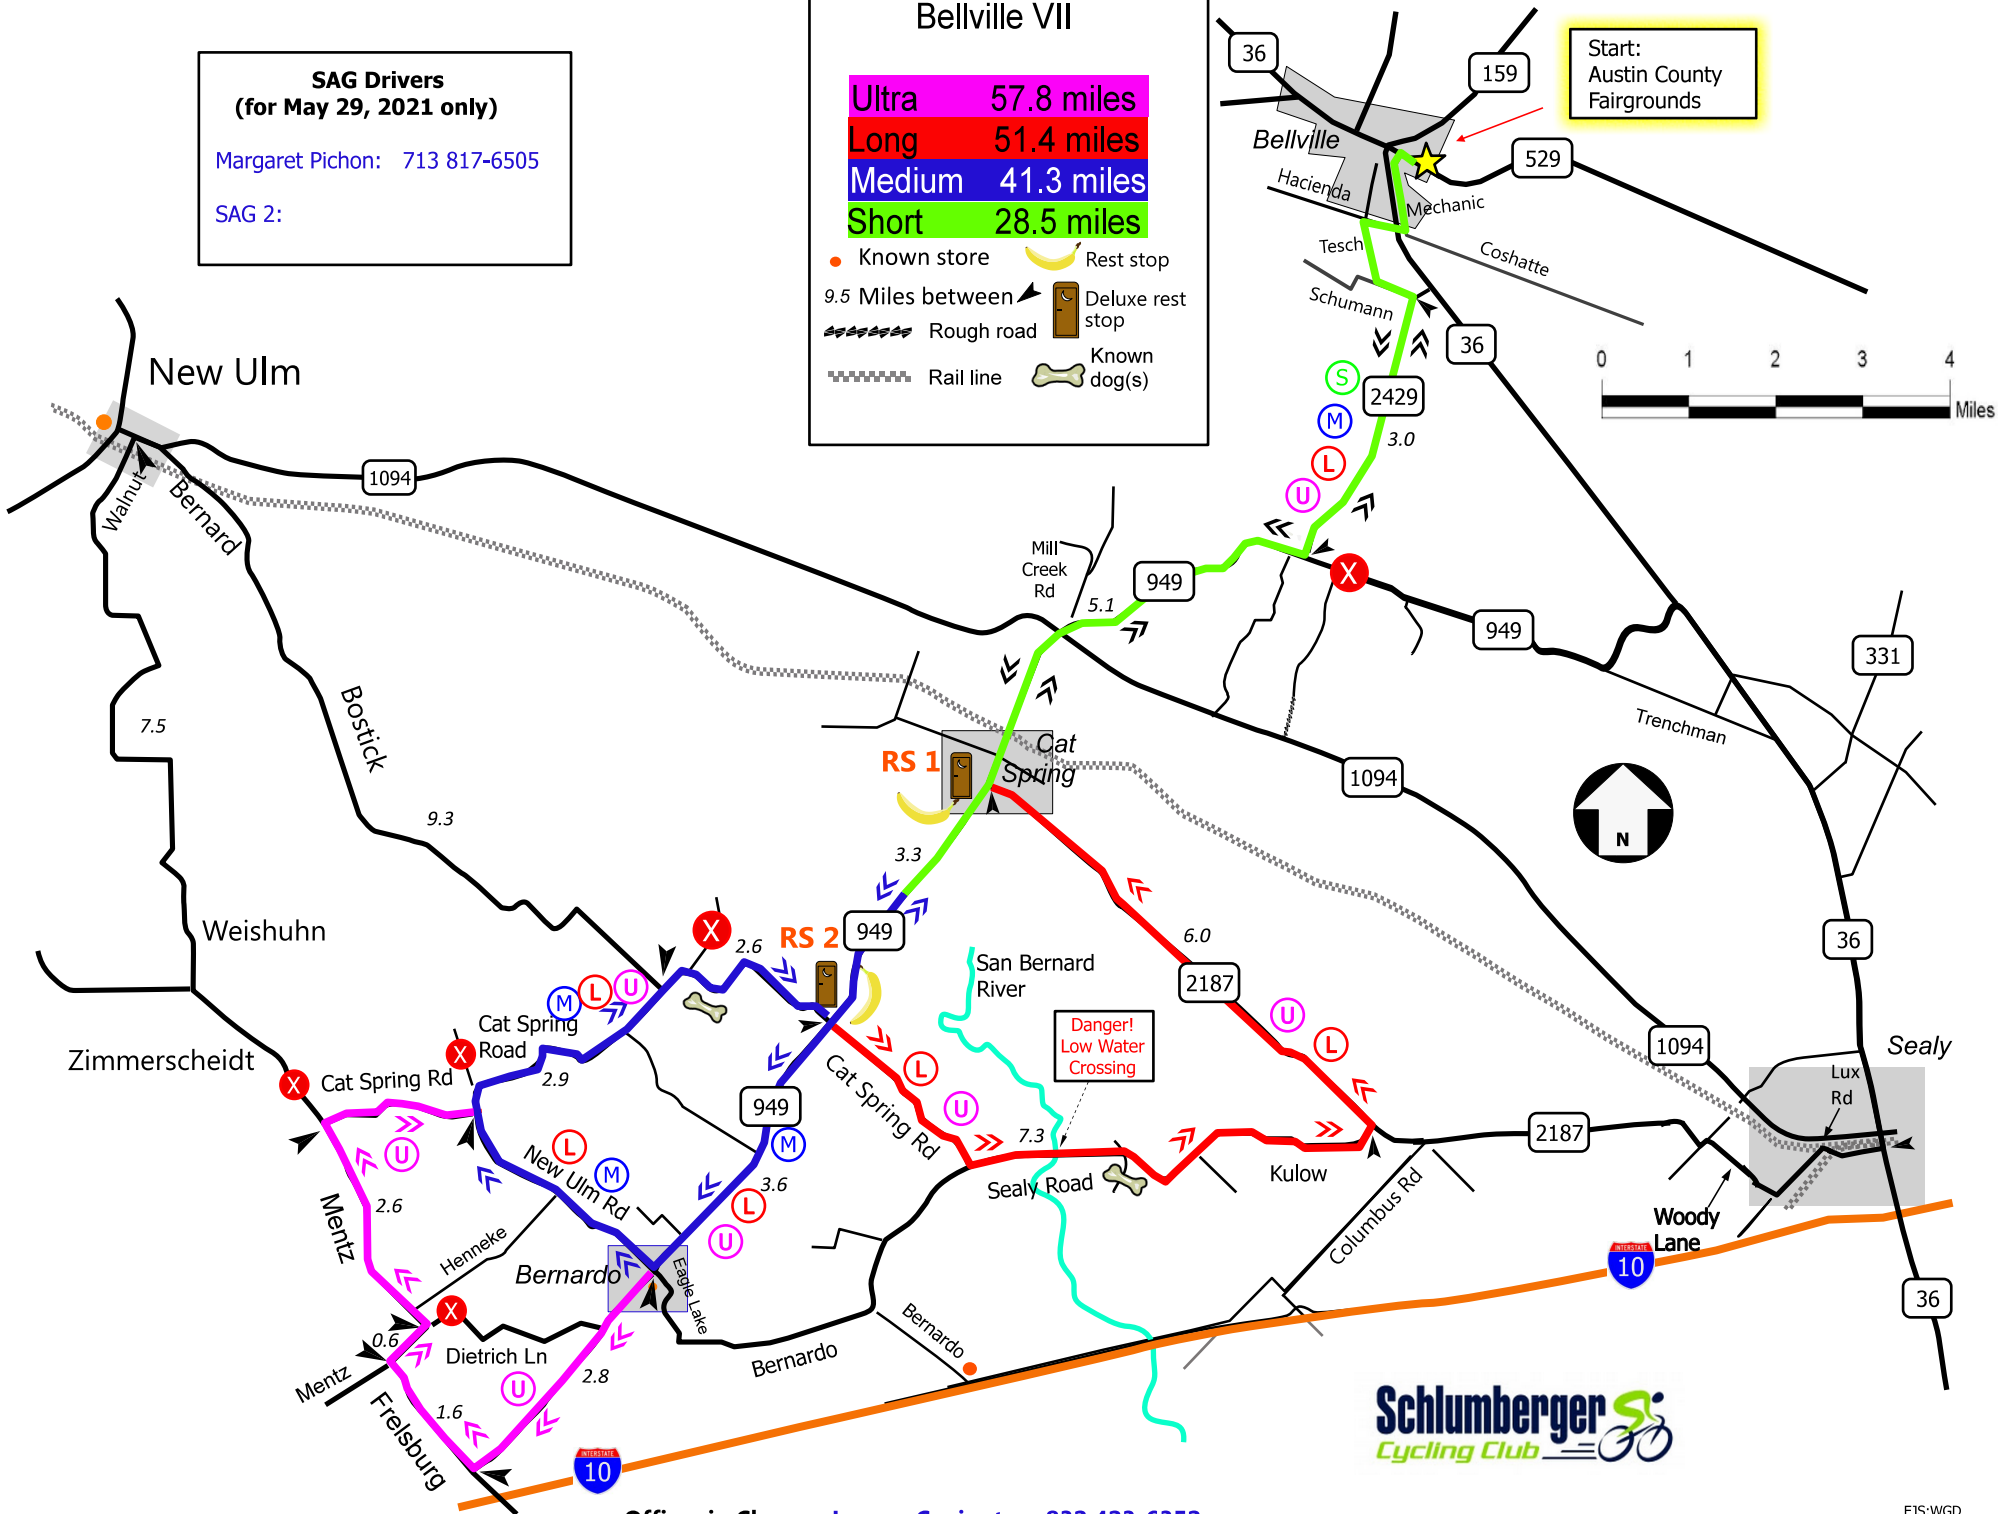 Bellville VII
SAG Drivers
(for May 29, 2021 only)
Margaret Pichon: 713 817-6505
SAG 2:
Ultra 57.8 miles
Long 51.4 miles
Medium 41.3 miles
Short 28.5 miles
Known store
Rest stop
9.5 Miles between
Deluxe rest
stop
Rough road
Rail line
Known
dog(s)
Start:
Austin County
Fairgrounds
36
159
529
Bellville
Hacienda
Mechanic
Tesch
Coshatte
Schumann
36
S
2429
M
3.0
L
U
0 1 2 3 4
Miles
New Ulm
1094
Walnut
Bernard
Mill
Creek
Rd
949
5.1
X
949
331
Trenchman
7.5
Bostick
9.3
RS 1
Cat
Spring
1094
N
3.3
6.0
Weishuhn
X
2.6
RS 2
949
36
San Bernard
River
2187
M
L
U
Cat Spring
Road
Danger!
Low Water
Crossing
U
L
1094
Sealy
Lux
Rd
Zimmerscheidt
X
X
Cat Spring Rd
2.9
L
U
Cat Spring Rd
949
M
7.3
2187
U
L
New Ulm Rd
M
3.6
L
U
Sealy Road
Kulow
Columbus Rd
Woody
Lane
Mentz
2.6
Henneke
Bernardo
Eagle Lake
INTERSTATE
10
36
X
0.6
Dietrich Ln
Bernardo
Bernardo
Mentz
U
2.8
1.6
Frelsburg
INTERSTATE
10
Schlumberger
Cycling Club
EJS:WGD